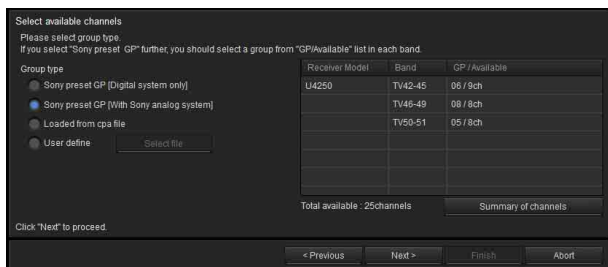 Select available channels
Please select group type.
If you select "Sony preset GP" further, you should select a group from "GP/Available" list in each band.
Group type
Sony preset GP [Digital system only]
Sony preset GP [With Sony analog system]
Loaded from cpa file
User define
Select file
Receiver Model Band GP / Available
U4250 TV42-45 06 / 9ch
TV46-49 08 / 8ch
TV50-51 05 / 8ch
Total available : 25channels
Summary of channels
Click "Next" to proceed.
< Previous Next > Finish Abort